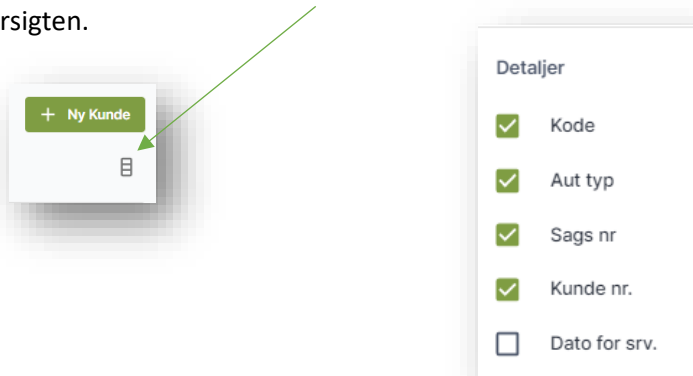 rsigten.
+ Ny Kunde
Detaljer
Kode
Aut typ
Sags nr
Kunde nr.
Dato for srv.